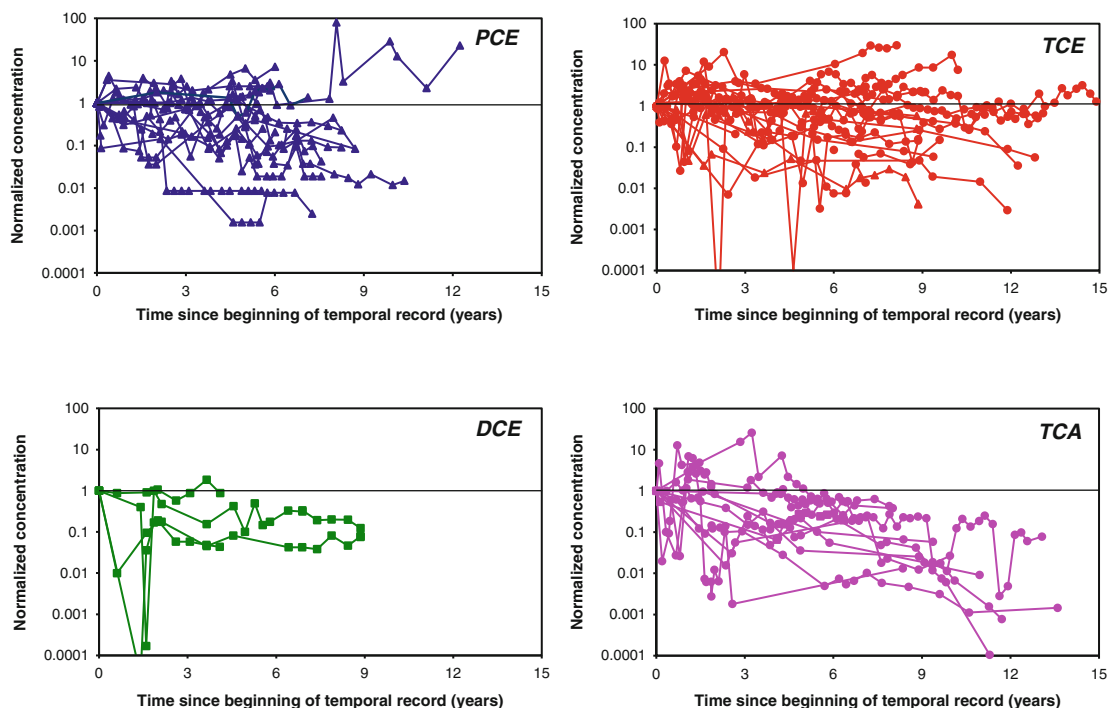 PCE
Normalized concentration
100
10
1
0.1
0.01
0.001
0.0001
0 3 6 9 12 15
Time since beginning of temporal record (years)
TCE
Normalized concentration
100
10
1
0.1
0.01
0.001
0.0001
0 3 6 9 12 15
Time since beginning of temporal record (years)
DCE
Normalized concentration
100
10
1
0.1
0.01
0.001
0.0001
0 3 6 9 12 15
Time since beginning of temporal record (years)
TCA
Normalized concentration
100
10
1
0.1
0.01
0.001
0.0001
0 3 6 9 12 15
Time since beginning of temporal record (years)